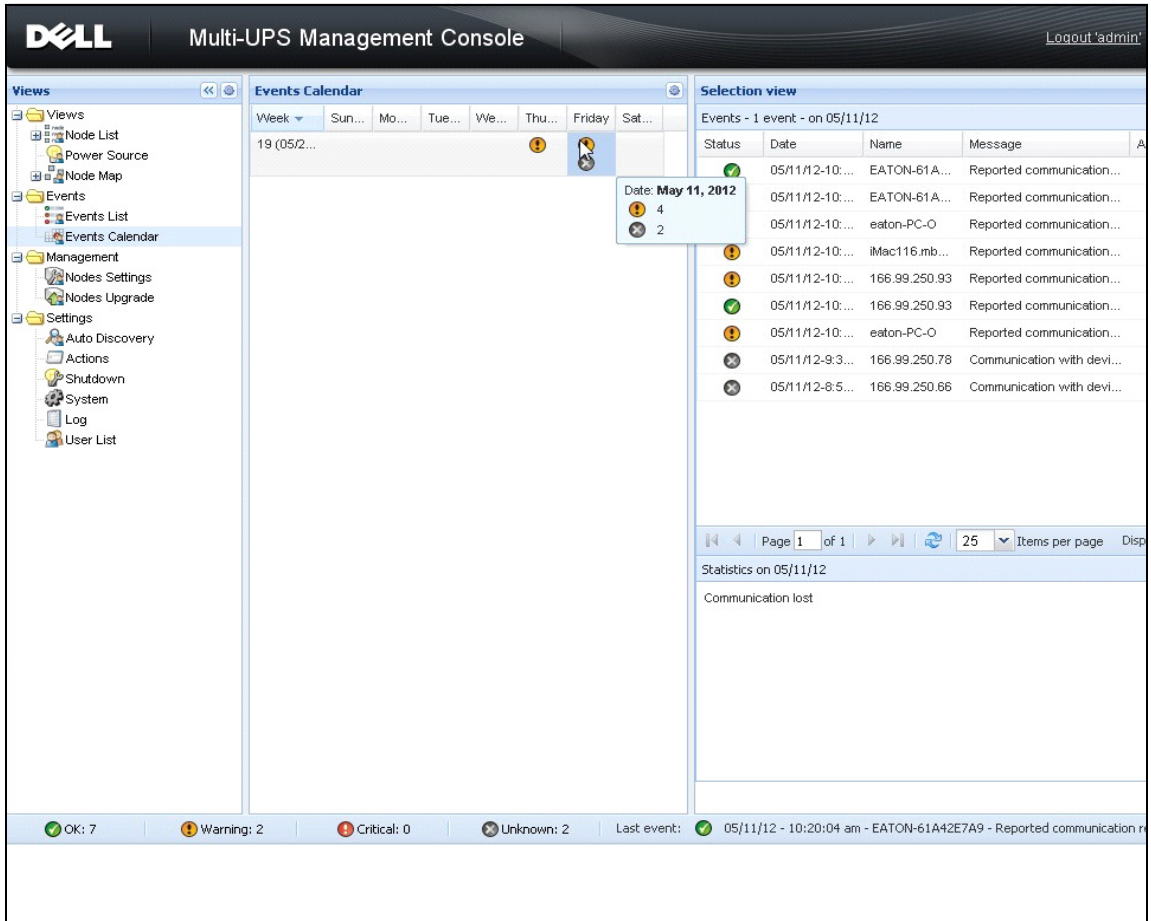 DELL Multi-UPS Management Console Logout 'admin'
Views
Views
Node List
Power Source
Node Map
Events
Events List
Events Calendar
Management
Nodes Settings
Nodes Upgrade
Settings
Auto Discovery
Actions
Shutdown
System
Log
User List
Events Calendar
Week Sun... Mo... Tue... We... Thu... Friday Sat...
19 (05/2...
Date: May 11, 2012
4
2
Selection view
Events - 1 event - on 05/11/12
Status Date Name Message A
05/11/12-10:... EATON-61A... Reported communication...
05/11/12-10:... EATON-61A... Reported communication...
05/11/12-10:... eaton-PC-O Reported communication...
05/11/12-10:... iMac116.mb... Reported communication...
05/11/12-10:... 166.99.250.93 Reported communication...
05/11/12-10:... 166.99.250.93 Reported communication...
05/11/12-10:... eaton-PC-O Reported communication...
05/11/12-9:3... 166.99.250.78 Communication with devi...
05/11/12-8:5... 166.99.250.66 Communication with devi...
Page 1 of 1 25 Items per page Disp
Statistics on 05/11/12
Communication lost
OK: 7 Warning: 2 Critical: 0 Unknown: 2 Last event: 05/11/12 - 10:20:04 am - EATON-61A42E7A9 - Reported communication re